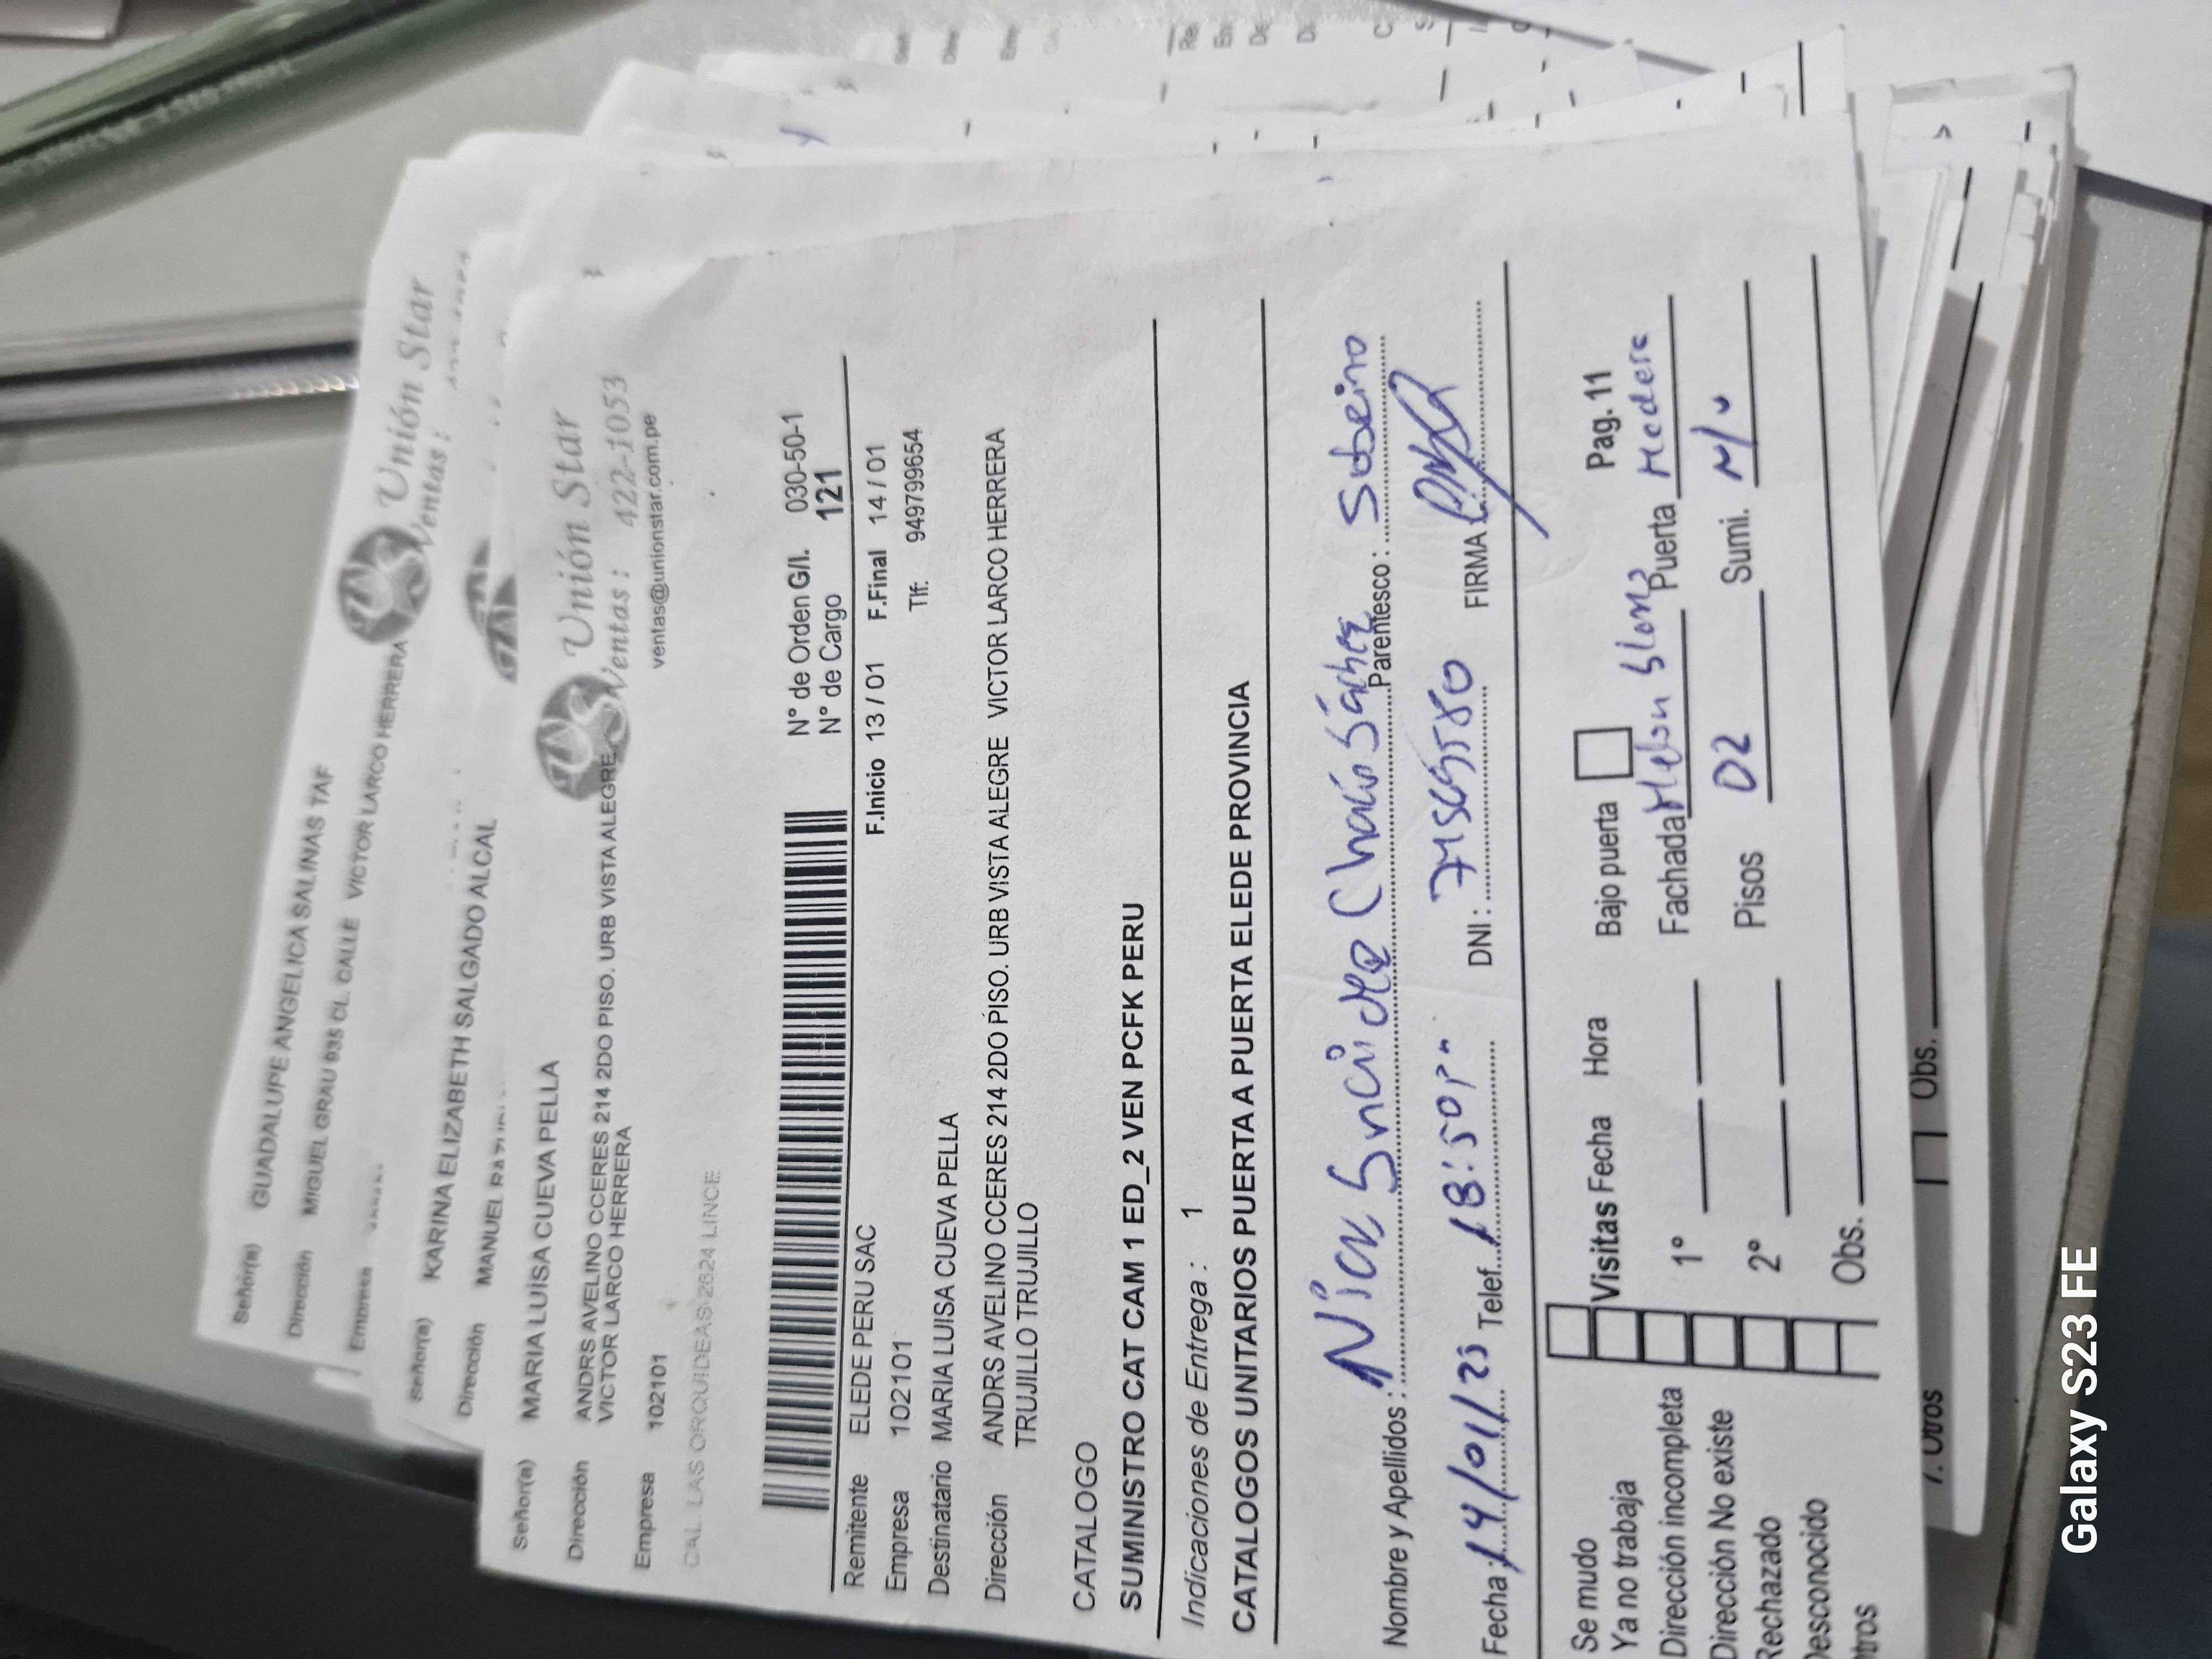 Señor(a) GUADALUPE ANGELICA SALINAS TAF
Dirección MIGUEL GRAU 935 CL. CALLE VICTOR LARCO HERRERA
Empresa
Unión Star
Ventas :
Señor(a) KARINA ELIZABETH SALGADO ALCAL
Dirección MANUEL
Señor(a) MARIA LUISA CUEVA PELLA
Dirección ANDRS AVELINO CCERES 214 2DO PISO. URB VISTA ALEGRE
VICTOR LARCO HERRERA
Empresa 102101
CAL. LAS ORQUIDEAS-2624 LINCE
Unión Star
Ventas : 422-1053
ventas@unionstar.com.pe
N° de Orden G/I. 030-50-1
N° de Cargo 121
Remitente ELEDE PERU SAC F.Inicio 13 / 01 F.Final 14 / 01
Empresa 102101 Tlf. 949799654
Destinatario MARIA LUISA CUEVA PELLA
Dirección ANDRS AVELINO CCERES 214 2DO PISO. URB VISTA ALEGRE VICTOR LARCO HERRERA
TRUJILLO TRUJILLO
CATALOGO
SUMINISTRO CAT CAM 1 ED_2 VEN PCFK PERU
Indicaciones de Entrega : 1
CATALOGOS UNITARIOS PUERTA A PUERTA ELEDE PROVINCIA
Nombre y Apellidos : Parentesco : Sobrino
Fecha : 14/01/25 Telef. 18:50 DNI : FIRMA
Se mudo
Ya no trabaja
Dirección incompleta
Dirección No existe
Rechazado
Desconocido
Otros
Visitas Fecha Hora
1°
2°
Obs.
Bajo puerta Pag. 11
Fachada Puerta Madera
Pisos 02 Sumi.
7. Otros Obs.
Galaxy S23 FE